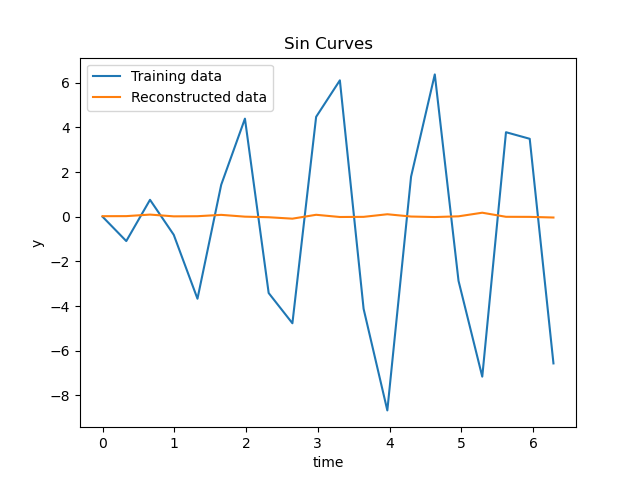 Sin Curves
Training data
Reconstructed data
6
4
2
0
−2
−4
−6
−8
y
0 1 2 3 4 5 6
time